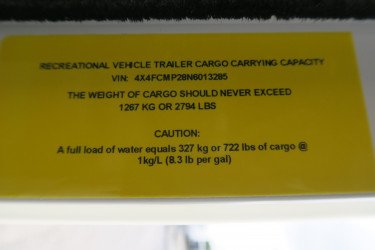 RECREATIONAL VEHICLE TRAILER CARGO CARRYING CAPACITY
VIN: 4X4FCMP28N6013285
THE WEIGHT OF CARGO SHOULD NEVER EXCEED
1267 KG OR 2794 LBS
CAUTION:
A full load of water equals 327 kg or 722 lbs of cargo @
1kg/L (8.3 lb per gal)